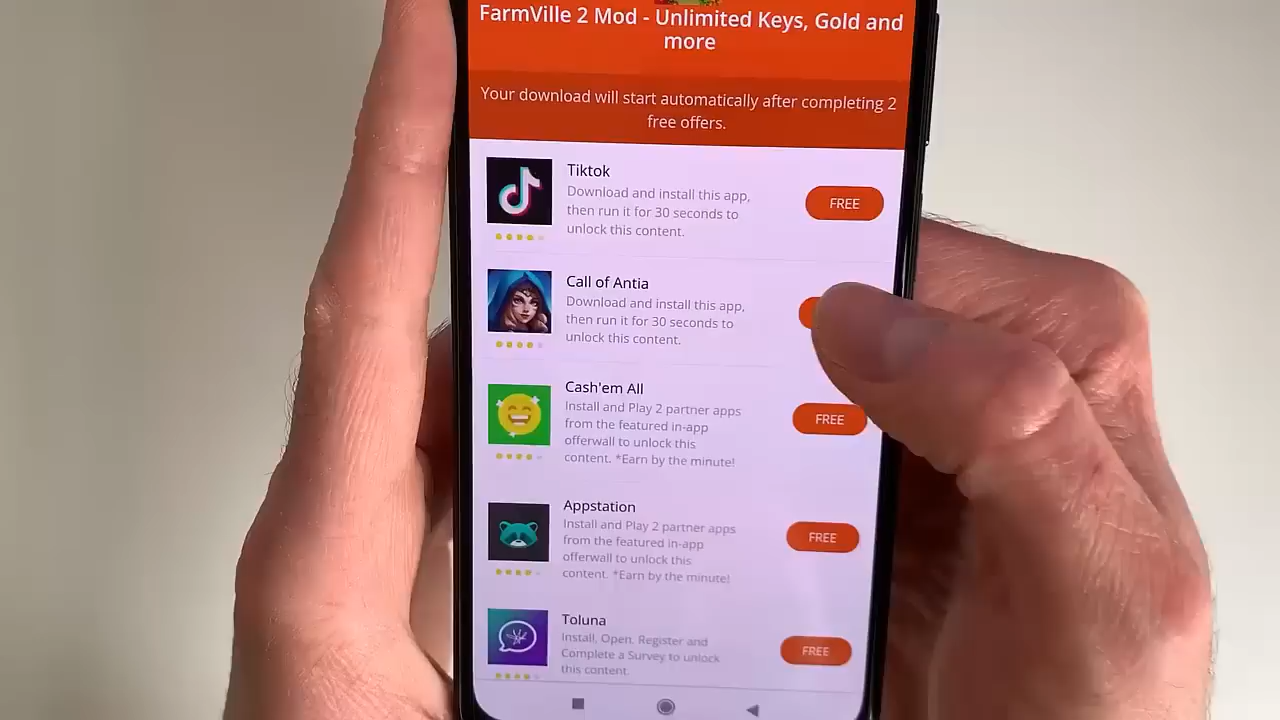 FarmVille 2 Mod - Unlimited Keys, Gold and
more
Your download will start automatically after completing 2
free offers.
Tiktok
Download and install this app,
then run it for 30 seconds to
unlock this content.
FREE
Call of Antia
Download and install this app,
then run it for 30 seconds to
unlock this content.
Cash'em All
Install and Play 2 partner apps
from the featured in-app
offerwall to unlock this
content. *Earn by the minute!
FREE
Appstation
Install and Play 2 partner apps
from the featured in-app
offerwall to unlock this
content. *Earn by the minute!
FREE
Toluna
Install, Open, Register and
Complete a Survey to unlock
this content.
FREE